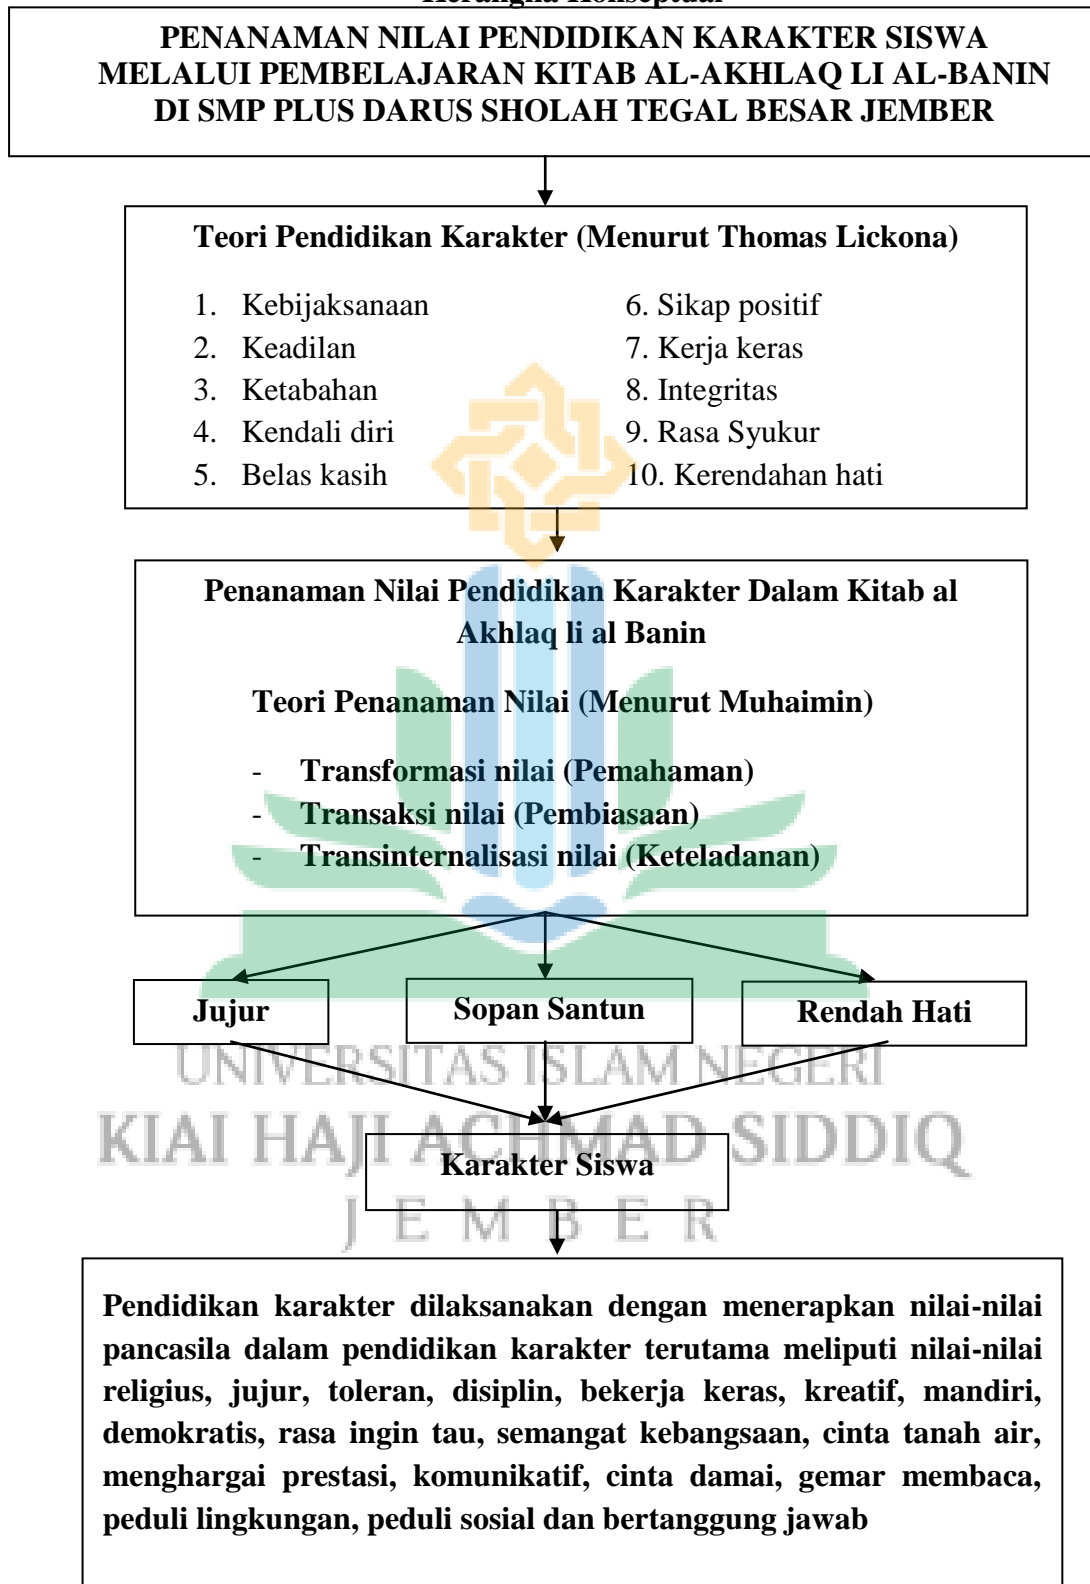 Kerangka Konseptual
PENANAMAN NILAI PENDIDIKAN KARAKTER SISWA
MELALUI PEMBELAJARAN KITAB AL-AKHLAQ LI AL-BANIN
DI SMP PLUS DARUS SHOLAH TEGAL BESAR JEMBER
Teori Pendidikan Karakter (Menurut Thomas Lickona)
1. Kebijaksanaan
2. Keadilan
3. Ketabahan
4. Kendali diri
5. Belas kasih
6. Sikap positif
7. Kerja keras
8. Integritas
9. Rasa Syukur
10. Kerendahan hati
Penanaman Nilai Pendidikan Karakter Dalam Kitab al
Akhlaq li al Banin
Teori Penanaman Nilai (Menurut Muhaimin)
- Transformasi nilai (Pemahaman)
- Transaksi nilai (Pembiasaan)
- Transinternalisasi nilai (Keteladanan)
Jujur
Sopan Santun
Rendah Hati
UNIVERSITAS ISLAM NEGERI
KIAI HAJI ACHMAD SIDDIQ
Karakter Siswa
JEMBER
Pendidikan karakter dilaksanakan dengan menerapkan nilai-nilai
pancasila dalam pendidikan karakter terutama meliputi nilai-nilai
religius, jujur, toleran, disiplin, bekerja keras, kreatif, mandiri,
demokratis, rasa ingin tau, semangat kebangsaan, cinta tanah air,
menghargai prestasi, komunikatif, cinta damai, gemar membaca,
peduli lingkungan, peduli sosial dan bertanggung jawab